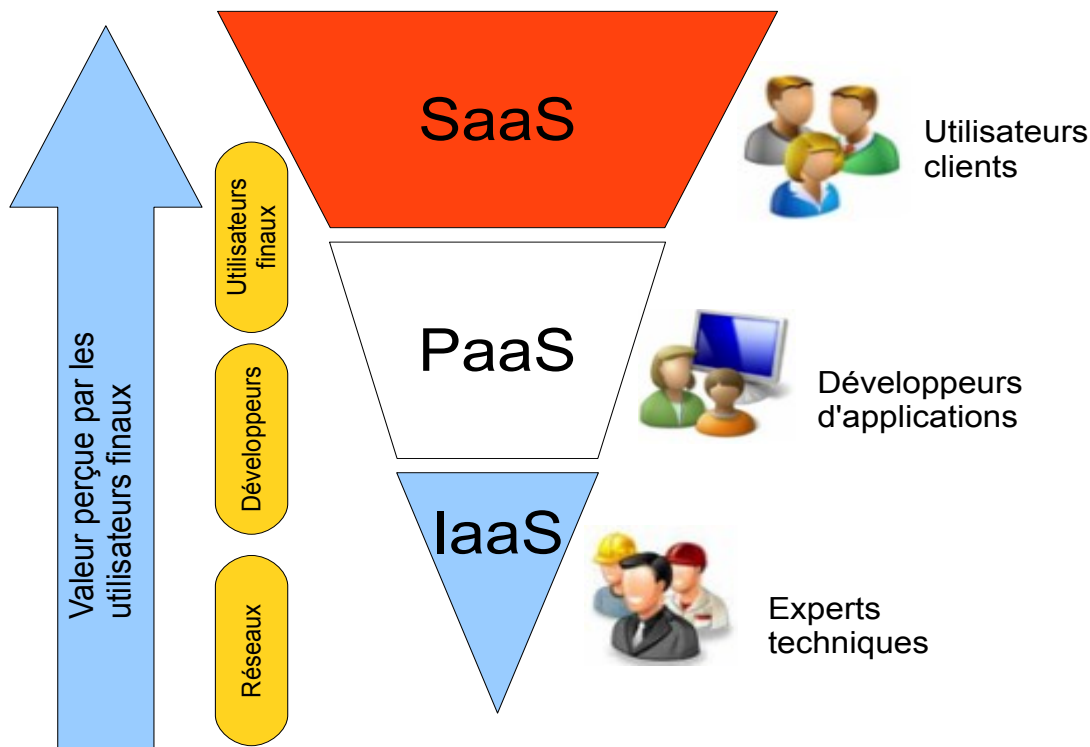 SaaS
Utilisateurs
clients
Utilisateurs
finaux
PaaS
Développeurs
d'applications
Développeurs
Valeur perçue par les
utilisateurs finaux
IaaS
Experts
techniques
Réseaux